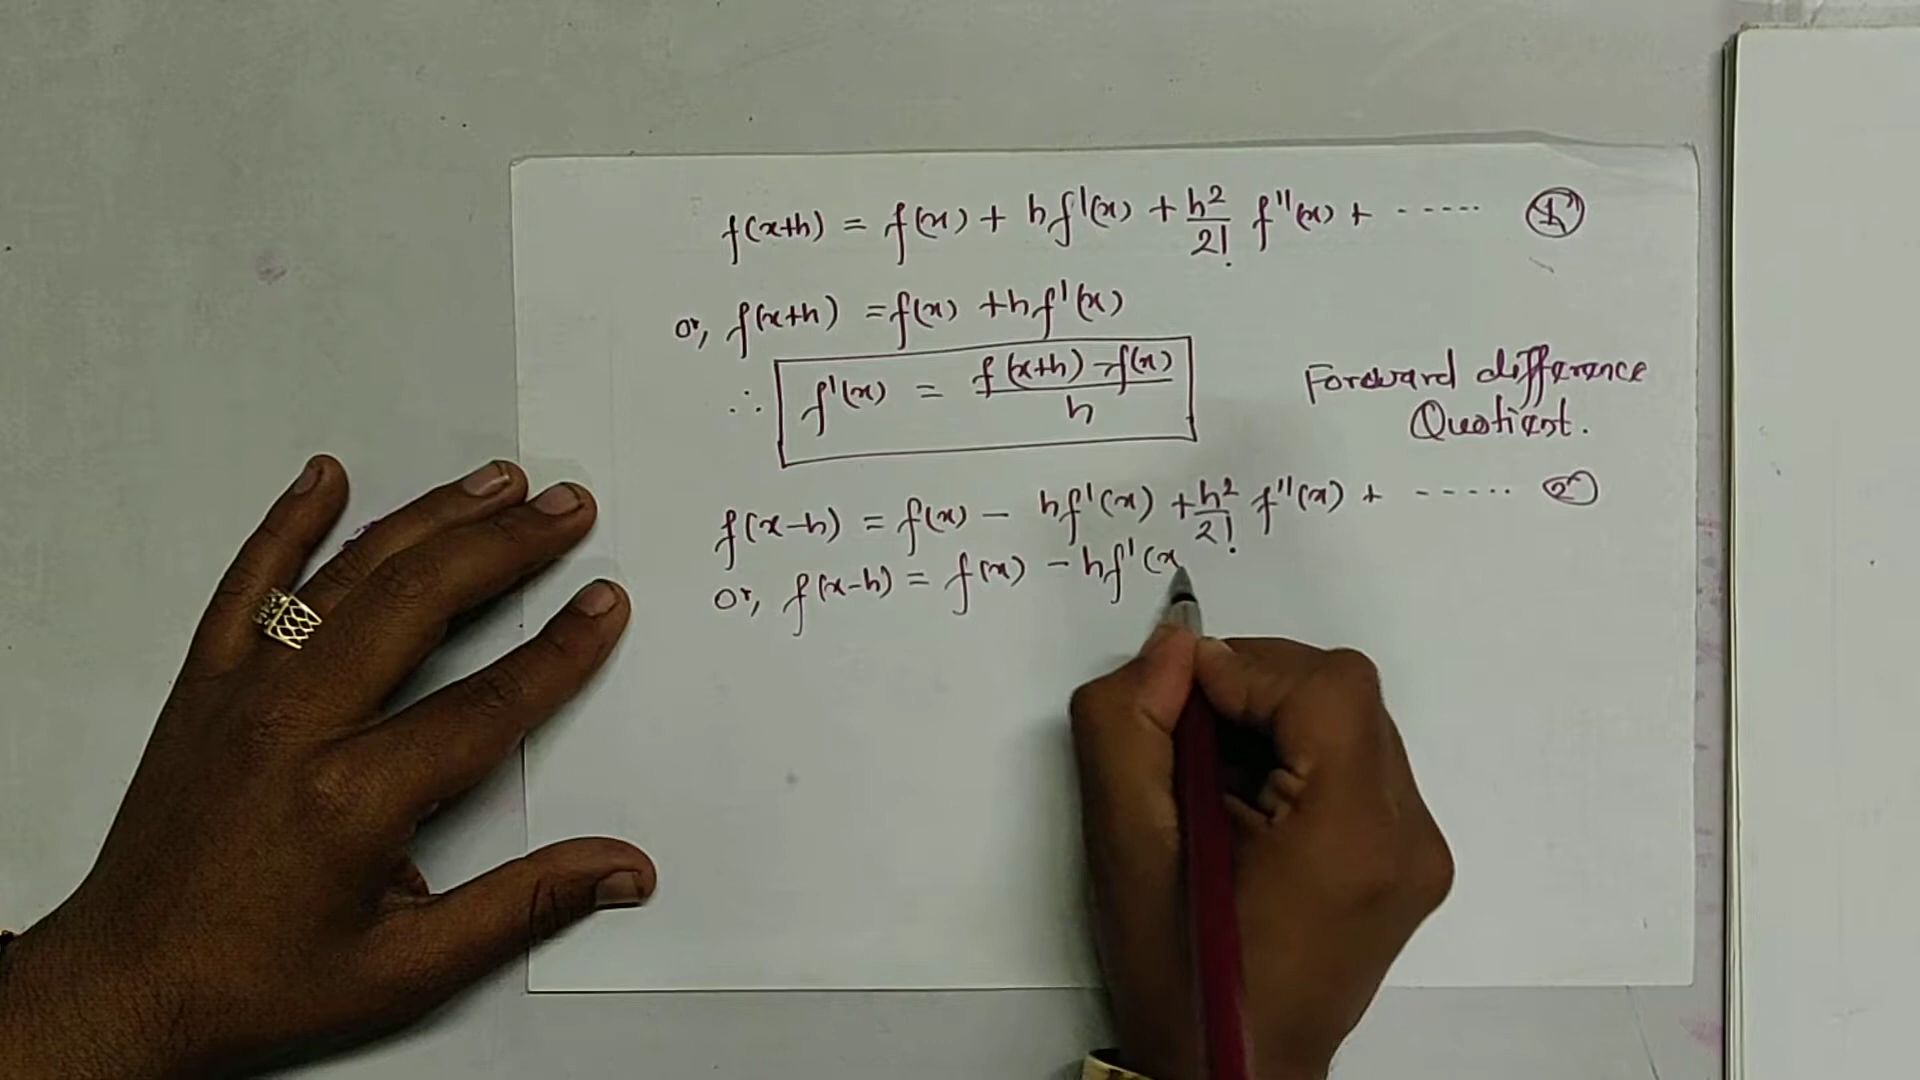 f(x+h) = f(x) + hf'(x) + h²/2! f''(x) + ----- ①
or, f(x+h) = f(x) + hf'(x)
∴ f'(x) = f(x+h) - f(x) / h
Forward difference
Quotient.
f(x-h) = f(x) - hf'(x) + h²/2! f''(x) + ----- ②
or, f(x-h) = f(x) - hf'(x